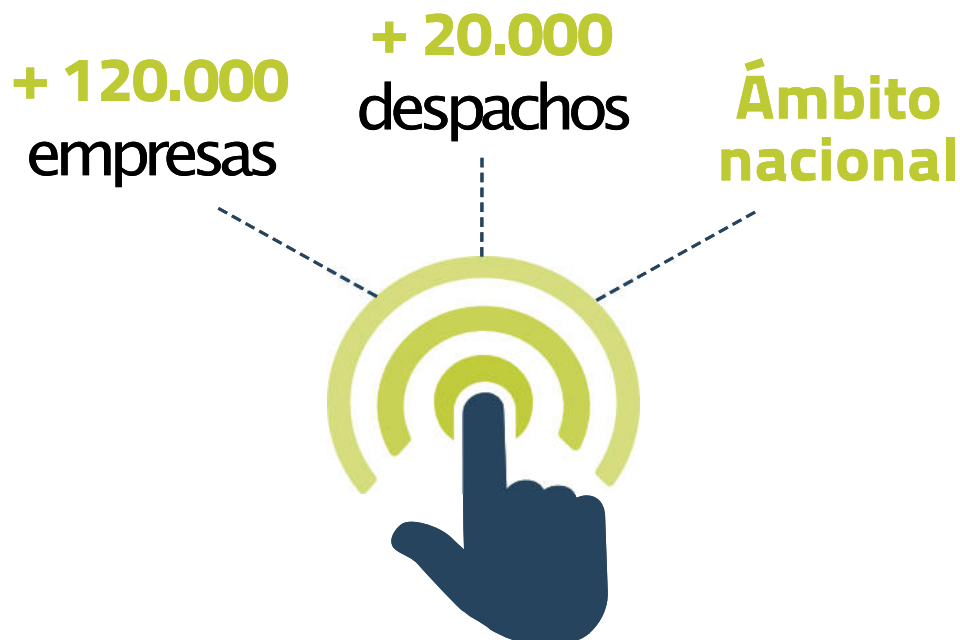 + 120.000
empresas
+ 20.000
despachos
Ámbito
nacional